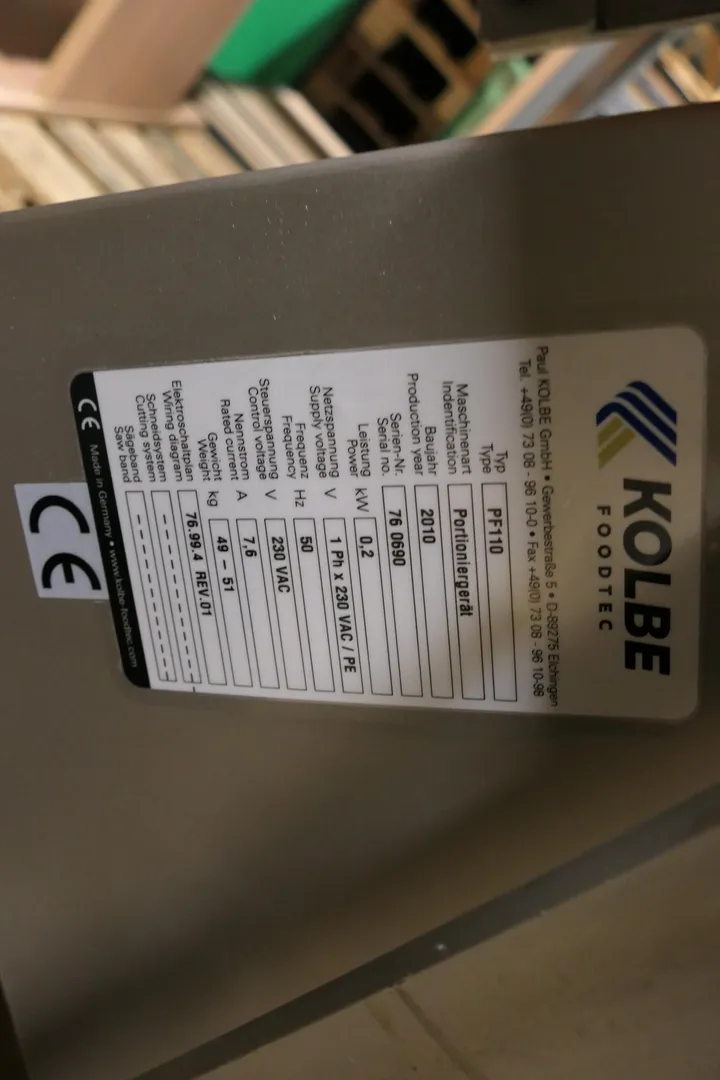 KOLBE
FOODTEC
Paul KOLBE GmbH • Gewerbestraße 5 • D-89275 Elchingen
Tel. +49(0) 73 08 - 96 10-0 • Fax +49(0) 73 08 - 96 10-98
Typ
Type PF110
Maschinenart
Indentification Portioniergerät
Baujahr
Production year 2010
Serien-Nr.
Serial no. 76 0690
Leistung
Power kW 0,2
Netzspannung
Supply voltage V 1 Ph x 230 VAC / PE
Frequenz
Frequency Hz 50
Steuerspannung
Control voltage V 230 VAC
Nennstrom
Rated current A 7,6
Gewicht
Weight kg 49 – 51
Elektroschaltplan
Wiring diagram 76.99.4 REV.01
Schneidsystem
Cutting system – – – – – – – – – –
Sägeband
Saw band – – – – – – – – – –
CE Made in Germany • www.kolbe-foodtec.com
CE